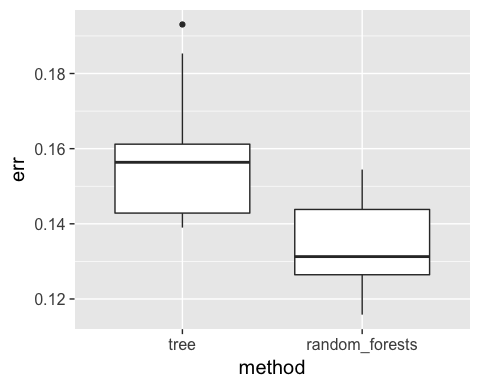 err
0.18
0.16
0.14
0.12
tree
random_forests
method